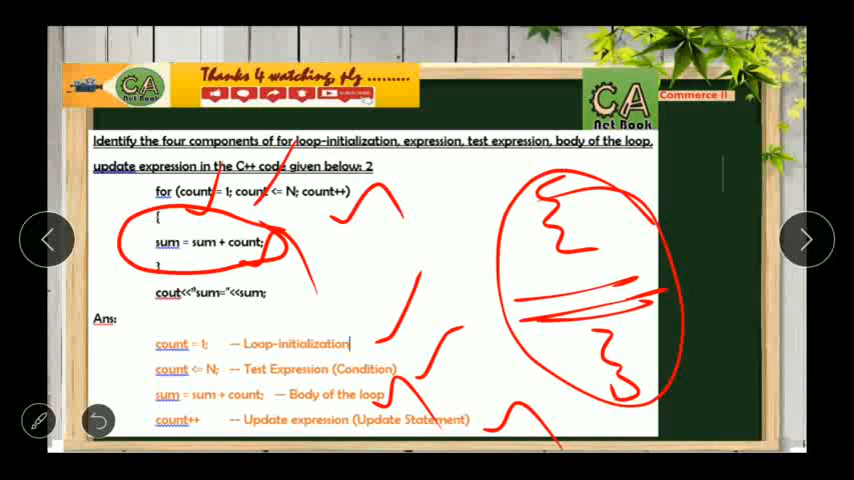 Thanks 4 watching, plz .........
CA
Net Book
SUBSCRIBE
CA
Net Book
Commerce II
Identify the four components of for loop-initialization, expression, test expression, body of the loop,
update expression in the C++ code given below: 2
for (count = 1; count <= N; count++)
{
sum = sum + count;
}
cout<<"sum="<<sum;
Ans:
count = 1; -- Loop-initialization
count <= N; -- Test Expression (Condition)
sum = sum + count; -- Body of the loop
count++ -- Update expression (Update Statement)